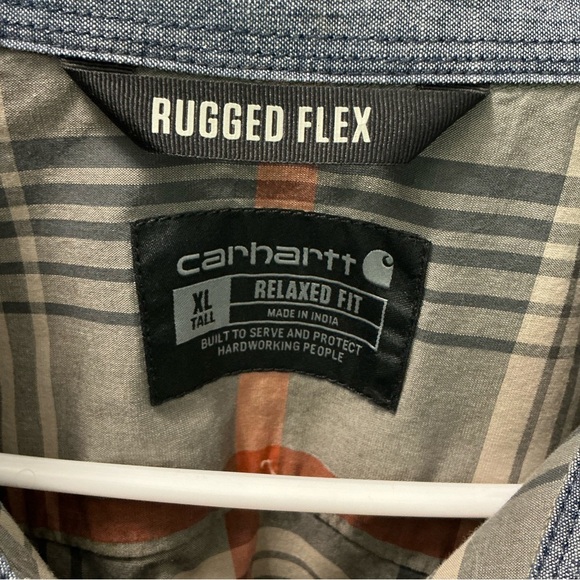 RUGGED FLEX
carhartt
XL
TALL
RELAXED FIT
MADE IN INDIA
BUILT TO SERVE AND PROTECT
HARDWORKING PEOPLE